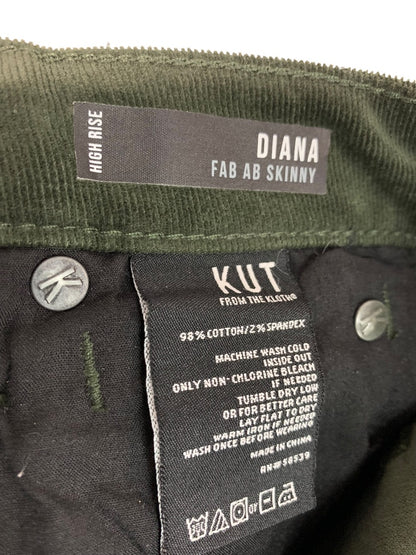 HIGH RISE
DIANA
FAB AB SKINNY
K
KUT
FROM THE KLOTH®
98% COTTON/2% SPANDEX
MACHINE WASH COLD
INSIDE OUT
ONLY NON-CHLORINE BLEACH
IF NEEDED
TUMBLE DRY LOW
OR FOR BETTER CARE
LAY FLAT TO DRY
WARM IRON IF NEEDED
WASH ONCE BEFORE WEARING
MADE IN CHINA
RN# 58539
OR
K